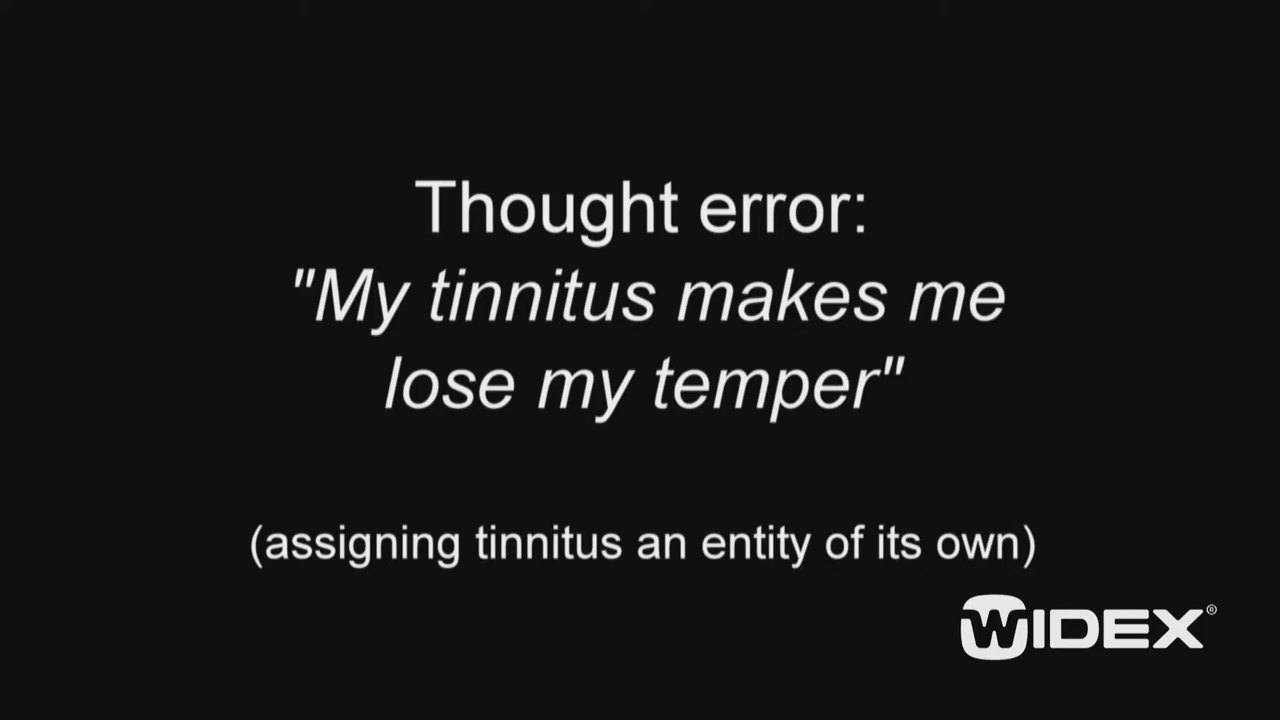 Thought error:
"My tinnitus makes me
lose my temper"
(assigning tinnitus an entity of its own)
WIDEX®